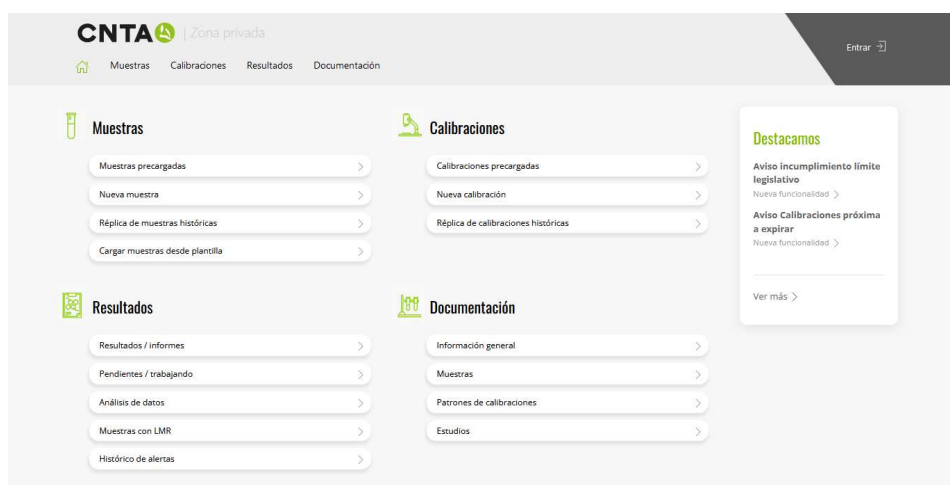 CNTA | Zona privada
Entrar
Muestras Calibraciones Resultados Documentación
Muestras
Muestras precargadas
Nueva muestra
Réplica de muestras históricas
Cargar muestras desde plantilla
Calibraciones
Calibraciones precargadas
Nueva calibración
Réplica de calibraciones históricas
Resultados
Resultados / informes
Pendientes / trabajando
Análisis de datos
Muestras con LMR
Histórico de alertas
Documentación
Información general
Muestras
Patrones de calibraciones
Estudios
Destacamos
Aviso incumplimiento límite
legislativo
Nueva funcionalidad
Aviso Calibraciones próxima
a expirar
Nueva funcionalidad
Ver más